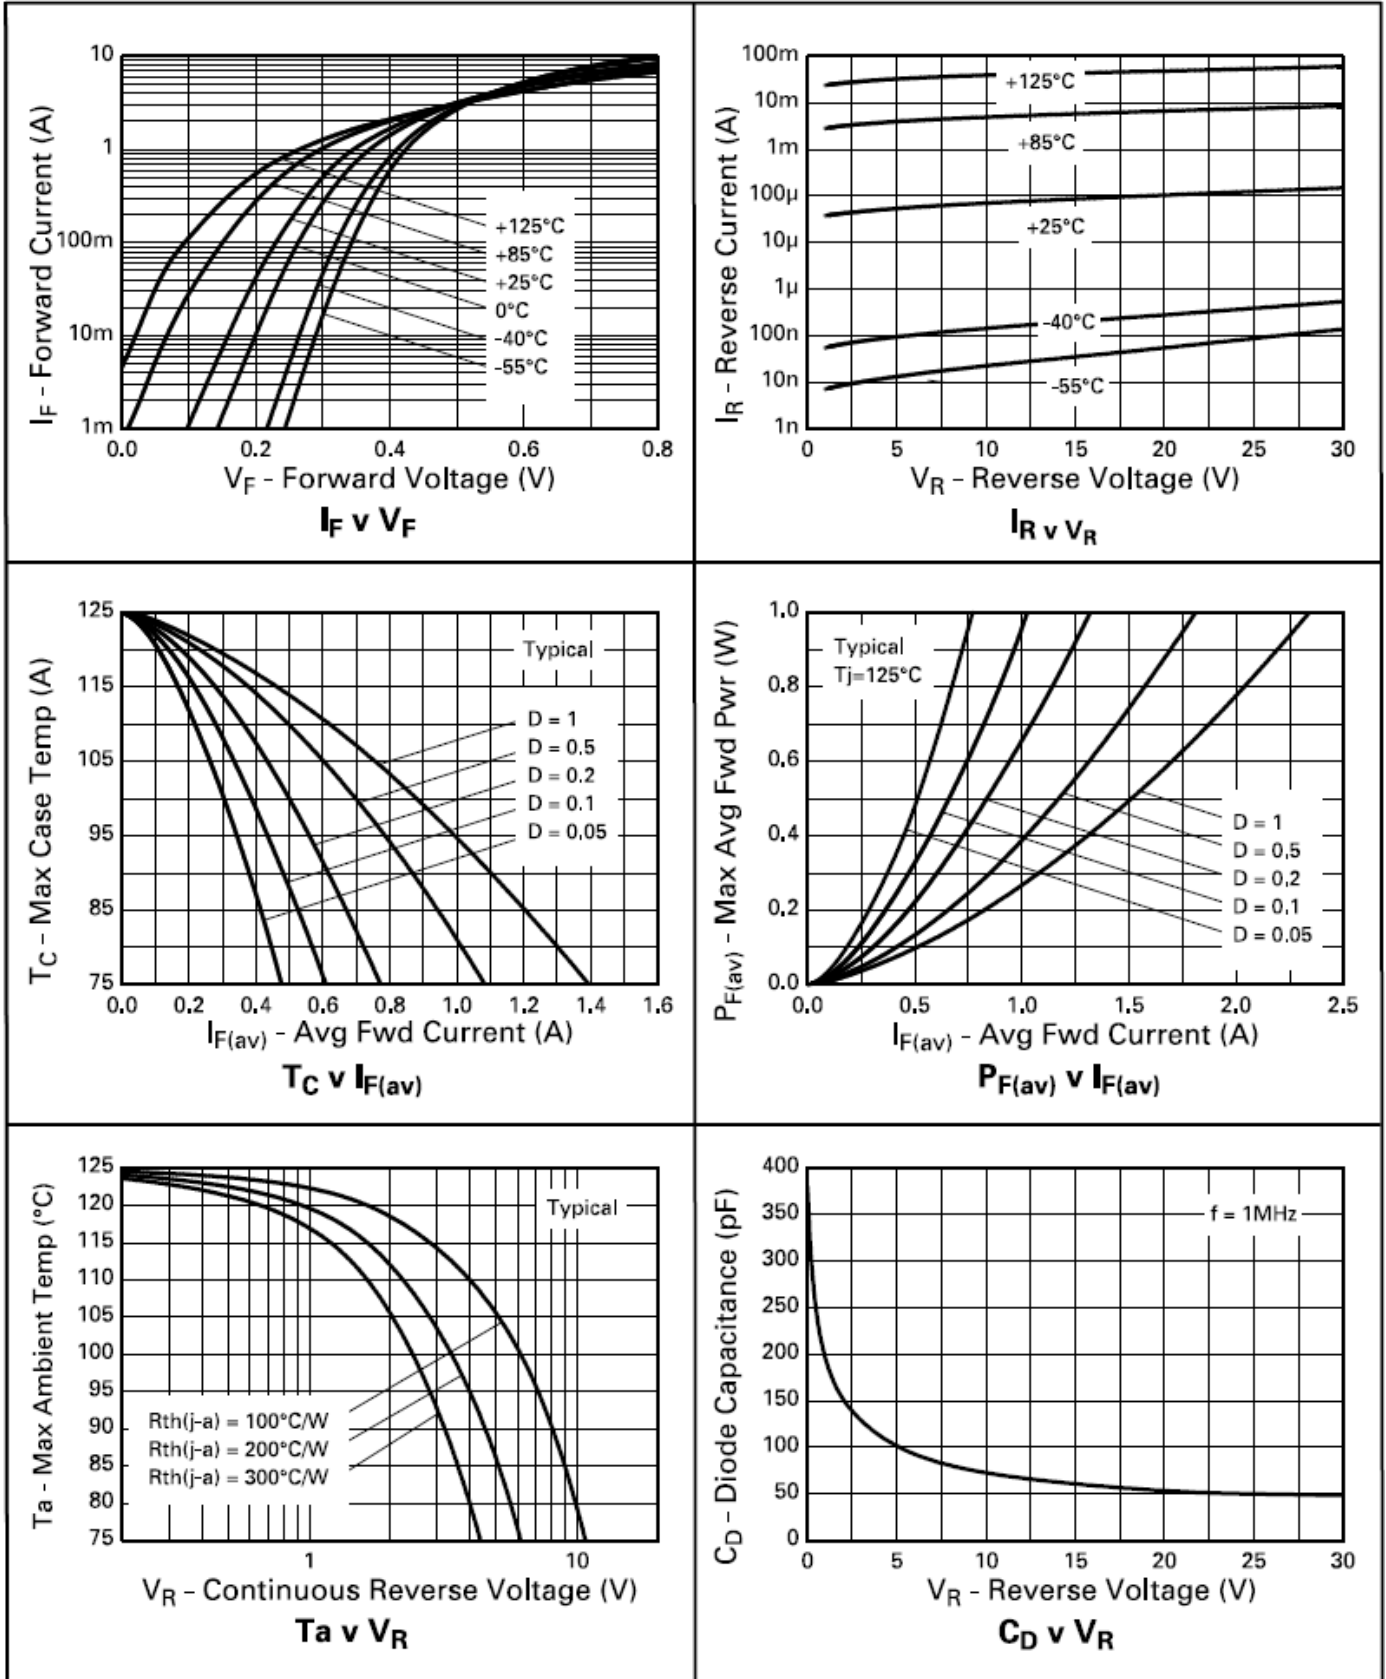 10
1
100m
10m
1m
0.0 0.2 0.4 0.6 0.8
IF - Forward Current (A)
+125°C
+85°C
+25°C
0°C
-40°C
-55°C
VF - Forward Voltage (V)
IF v VF
100m
10m
1m
100µ
10µ
1µ
100n
10n
1n
0 5 10 15 20 25 30
IR - Reverse Current (A)
+125°C
+85°C
+25°C
-40°C
-55°C
VR - Reverse Voltage (V)
IR v VR
125
115
105
95
85
75
0.0 0.2 0.4 0.6 0.8 1.0 1.2 1.4 1.6
TC - Max Case Temp (A)
Typical
D = 1
D = 0.5
D = 0.2
D = 0.1
D = 0.05
IF(av) - Avg Fwd Current (A)
TC v IF(av)
1.0
0.8
0.6
0.4
0.2
0.0
0.0 0.5 1.0 1.5 2.0 2.5
PF(av) - Max Avg Fwd Pwr (W)
Typical
Tj=125°C
D = 1
D = 0.5
D = 0.2
D = 0.1
D = 0.05
IF(av) - Avg Fwd Current (A)
PF(av) v IF(av)
125
120
115
110
105
100
95
90
85
80
75
1 10
Ta - Max Ambient Temp (°C)
Typical
Rth(j-a) = 100°C/W
Rth(j-a) = 200°C/W
Rth(j-a) = 300°C/W
VR - Continuous Reverse Voltage (V)
Ta v VR
400
350
300
250
200
150
100
50
0
0 5 10 15 20 25 30
CD - Diode Capacitance (pF)
f = 1MHz
VR - Reverse Voltage (V)
CD v VR